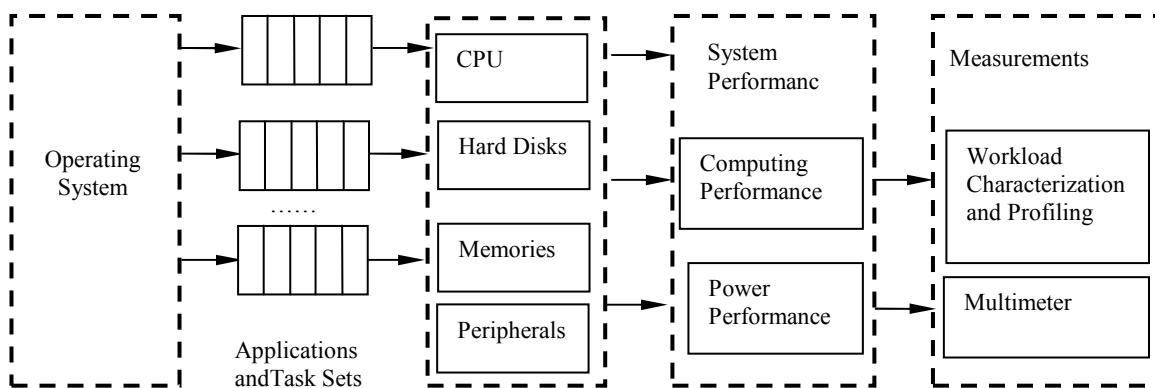 Operating
System
......
Applications
andTask Sets
CPU
Hard Disks
Memories
Peripherals
System
Performanc
Computing
Performance
Power
Performance
Measurements
Workload
Characterization
and Profiling
Multimeter